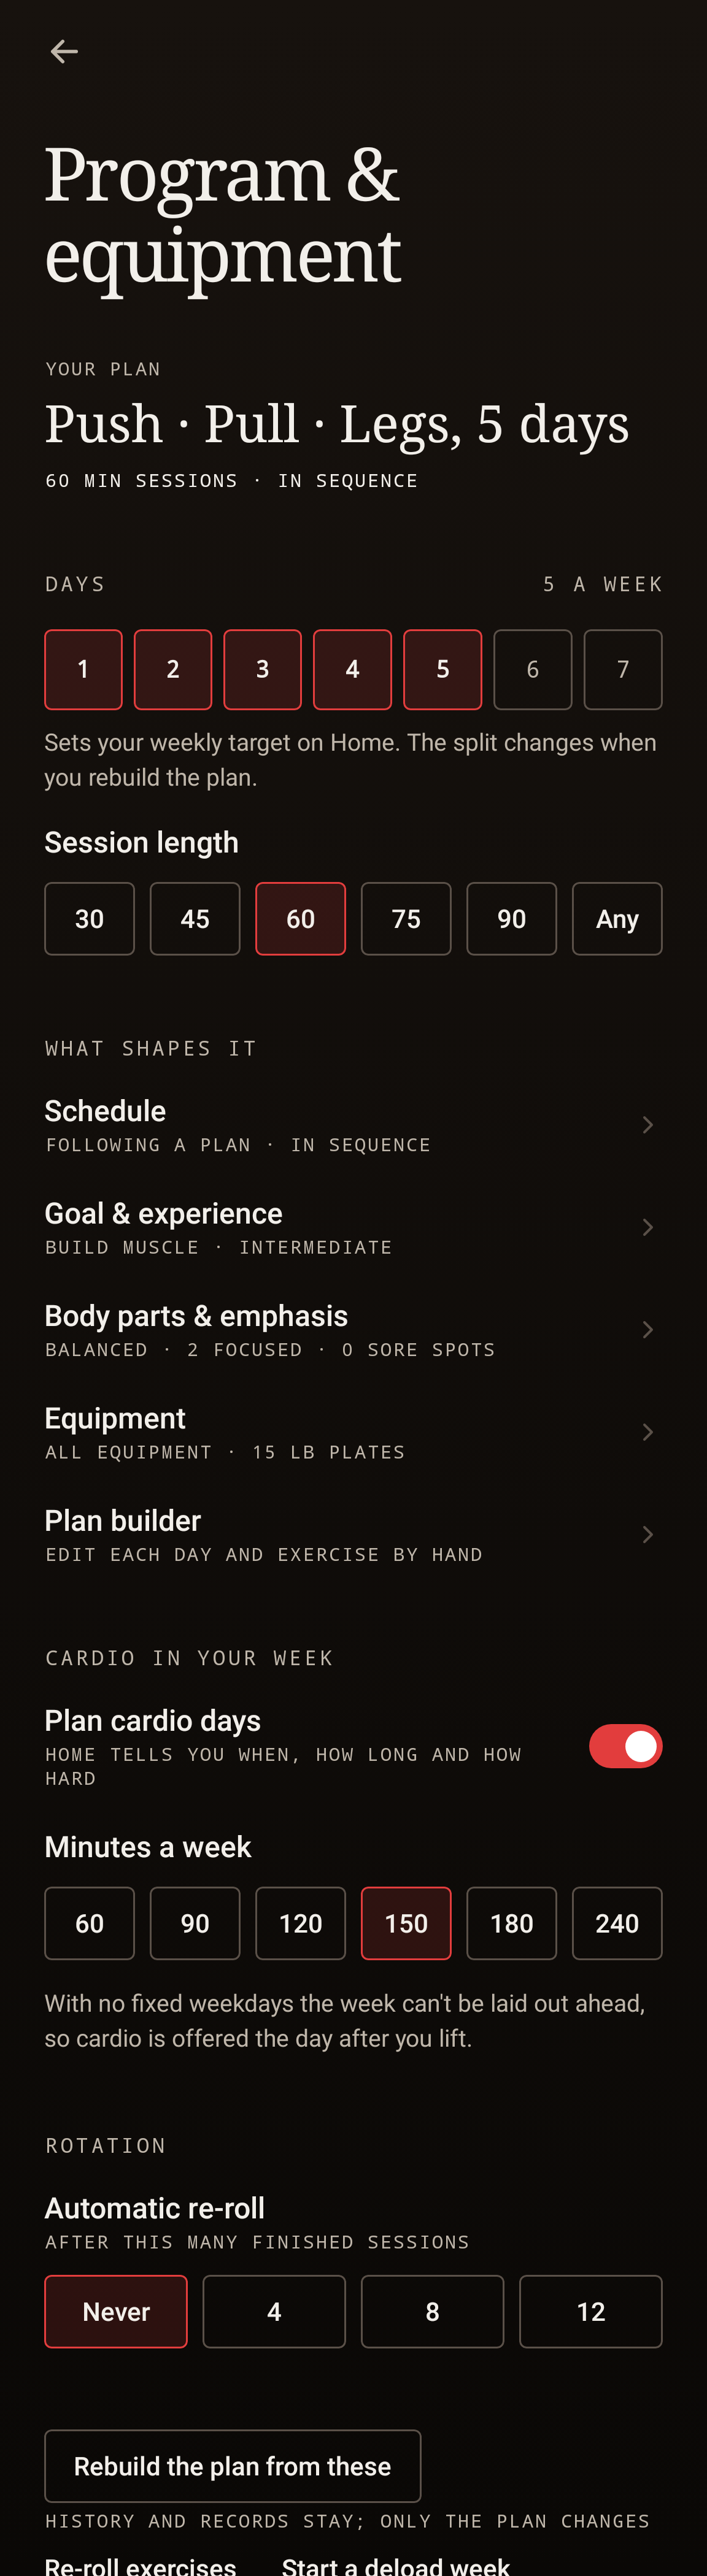 Program &
equipment
YOUR PLAN
Push · Pull · Legs, 5 days
60 MIN SESSIONS · IN SEQUENCE
DAYS 5 A WEEK
1 2 3 4 5 6 7
Sets your weekly target on Home. The split changes when
you rebuild the plan.
Session length
30 45 60 75 90 Any
WHAT SHAPES IT
Schedule
FOLLOWING A PLAN · IN SEQUENCE
Goal & experience
BUILD MUSCLE · INTERMEDIATE
Body parts & emphasis
BALANCED · 2 FOCUSED · 0 SORE SPOTS
Equipment
ALL EQUIPMENT · 15 LB PLATES
Plan builder
EDIT EACH DAY AND EXERCISE BY HAND
CARDIO IN YOUR WEEK
Plan cardio days
HOME TELLS YOU WHEN, HOW LONG AND HOW
HARD
Minutes a week
60 90 120 150 180 240
With no fixed weekdays the week can't be laid out ahead,
so cardio is offered the day after you lift.
ROTATION
Automatic re-roll
AFTER THIS MANY FINISHED SESSIONS
Never 4 8 12
Rebuild the plan from these
HISTORY AND RECORDS STAY; ONLY THE PLAN CHANGES
Re-roll exercises Start a deload week